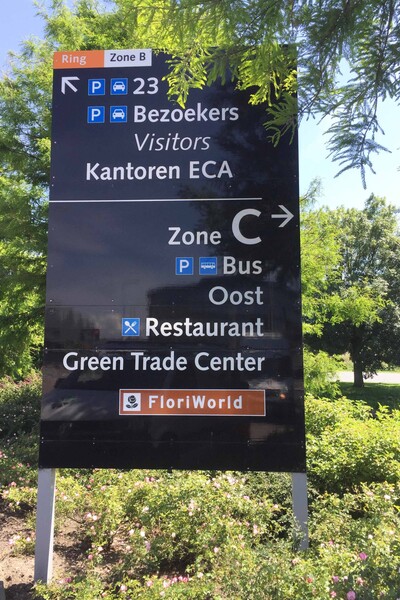 Ring Zone B
P 23
P Bezoekers
Visitors
Kantoren ECA
Zone C
P Bus
Oost
Restaurant
Green Trade Center
FloriWorld